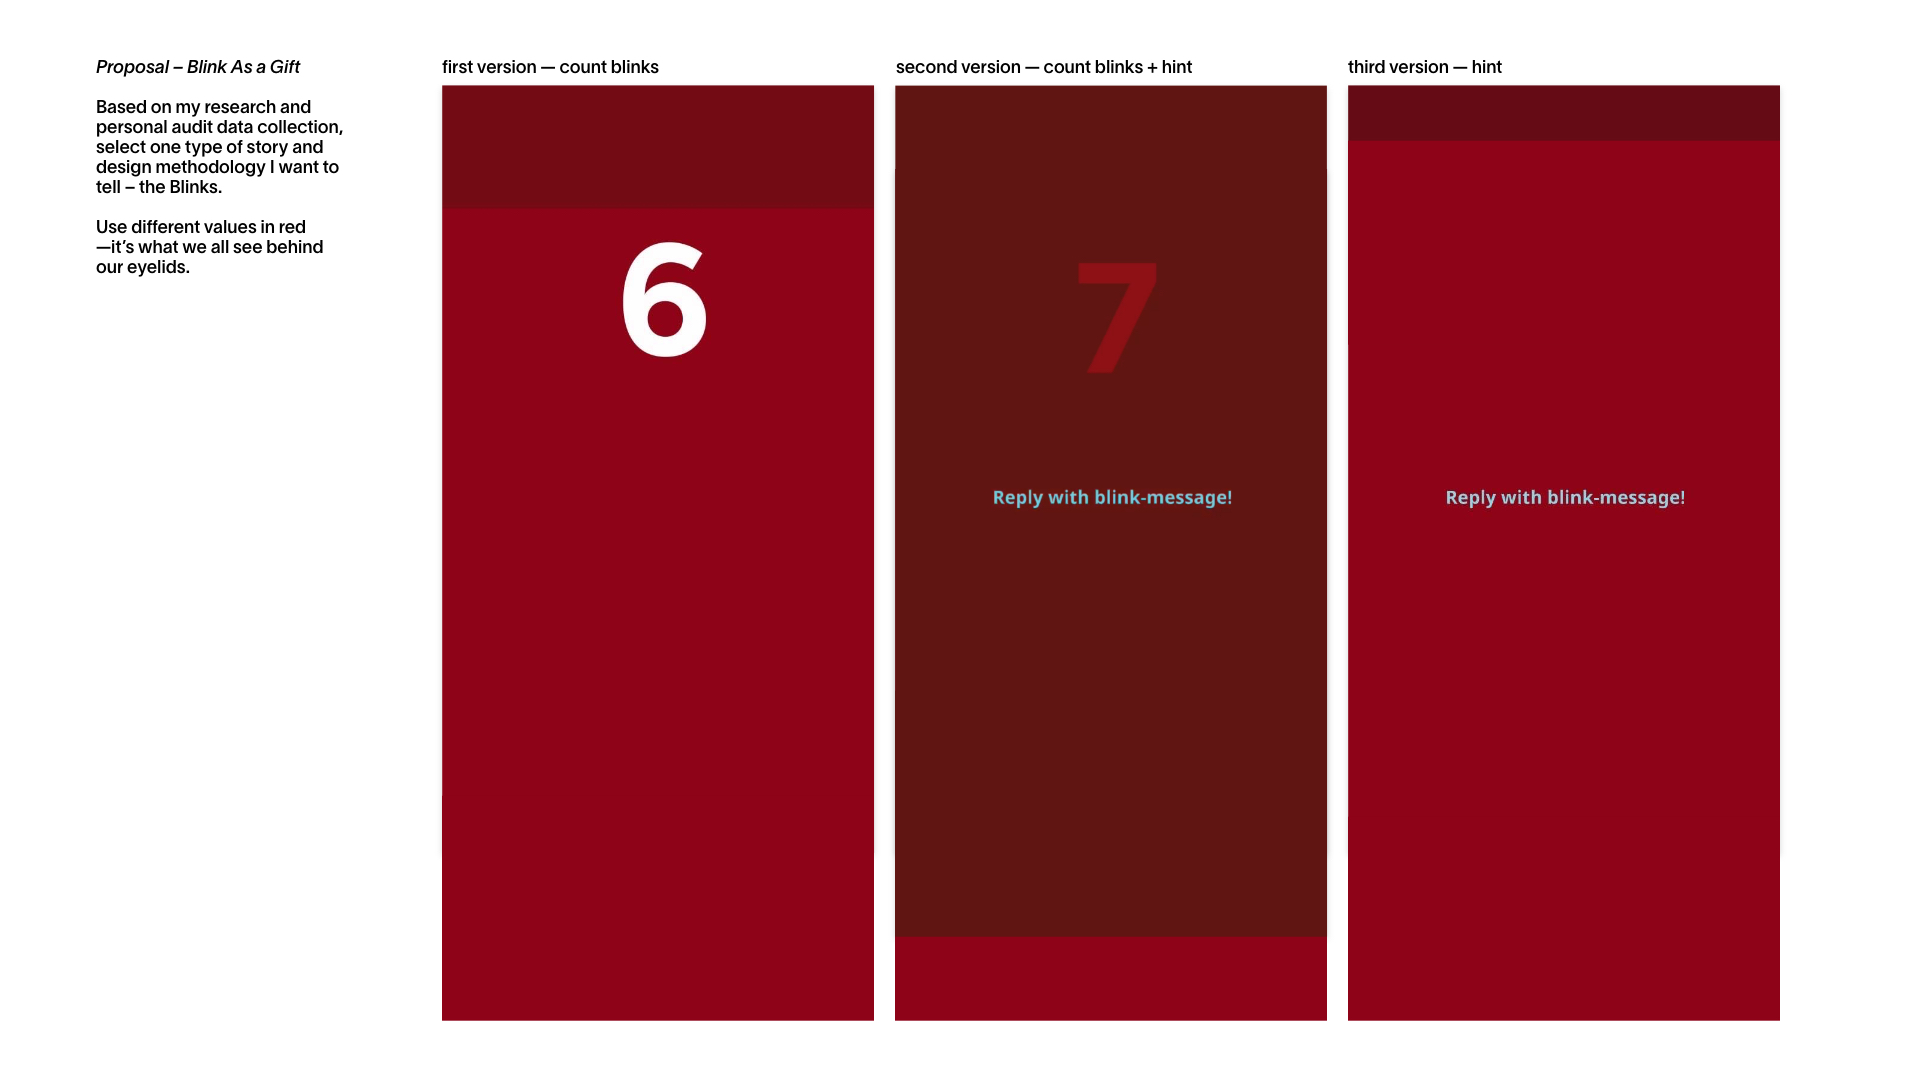 Proposal – Blink As a Gift
Based on my research and
personal audit data collection,
select one type of story and
design methodology I want to
tell – the Blinks.
Use different values in red
—it’s what we all see behind
our eyelids.
first version — count blinks
6
second version — count blinks + hint
7
Reply with blink-message!
third version — hint
Reply with blink-message!